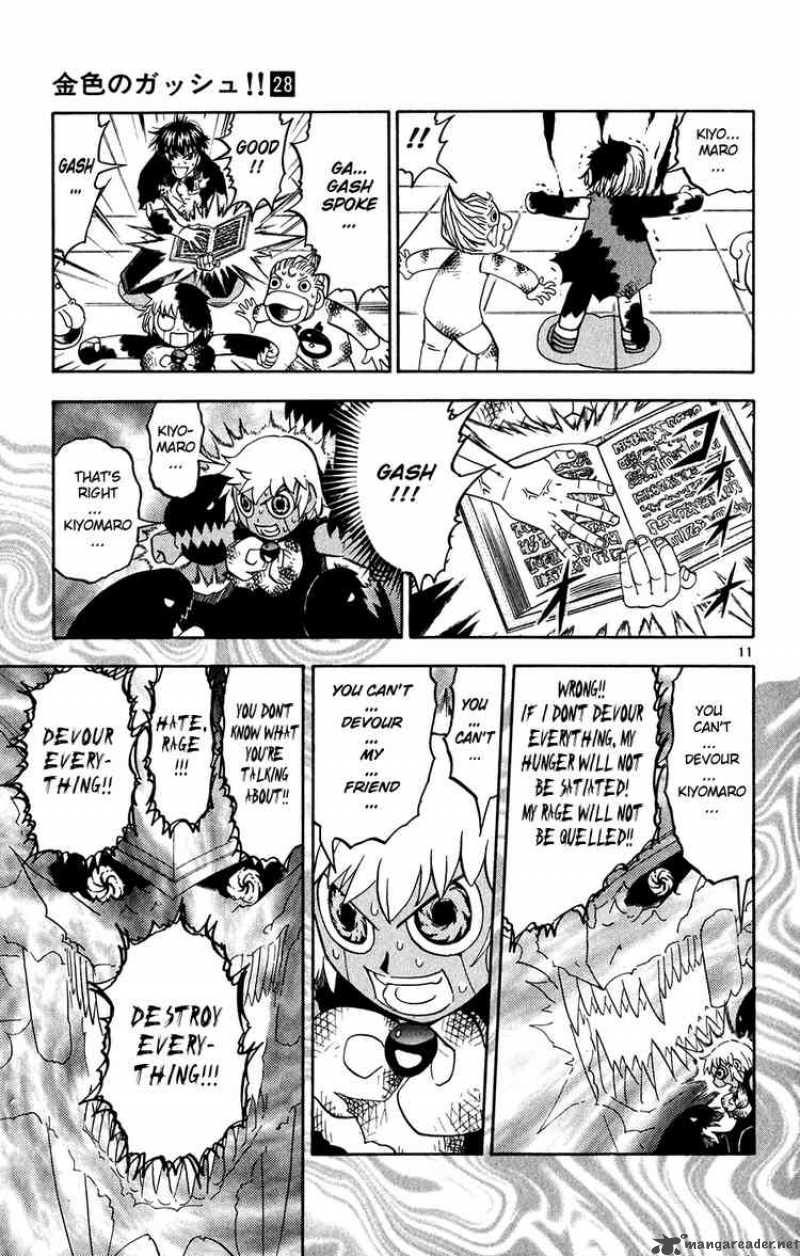 金色のガッシュ!! 28
KIYO...
MARO
...
!!
GA...
GASH
SPOKE
...
GOOD
!!
GASH
...
GASH
!!!
KIYO-
MARO
...
THAT'S
RIGHT
...
KIYOMARO
...
11
YOU
CAN'T
...
DEVOUR
...
KIYOMARO
WRONG!!
IF I DON'T DEVOUR
EVERYTHING, MY
HUNGER WILL NOT
BE SATIATED!
MY RAGE WILL NOT
BE QUELLED!!
YOU
...
CAN'T
...
YOU CAN'T
...
DEVOUR
...
MY
...
FRIEND
...
YOU DON'T
KNOW WHAT
YOU'RE
TALKING
ABOUT!!
HATE,
RAGE
!!!
DEVOUR
EVERY-
THING!!
DESTROY
EVERY-
THING!!!
mangareader.net